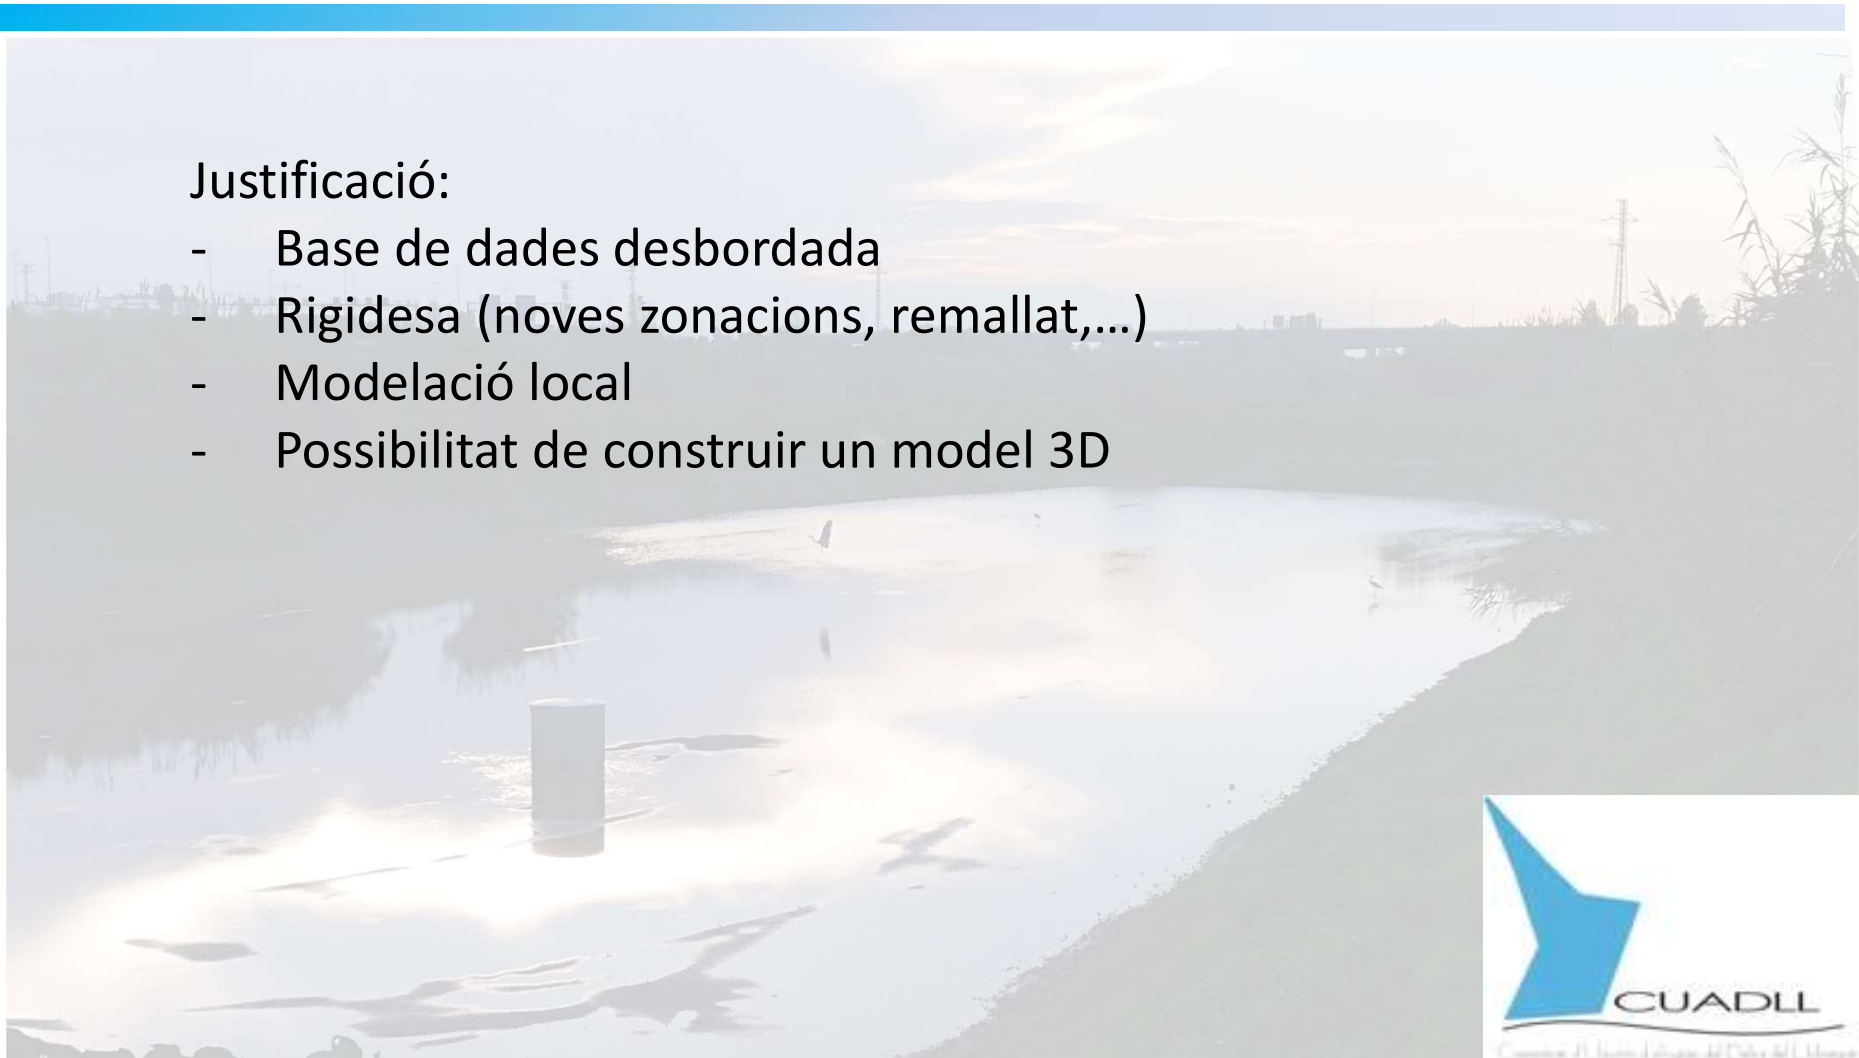 Justificació:
- Base de dades desbordada
- Rigidesa (noves zonacions, remallat,...)
- Modelació local
- Possibilitat de construir un model 3D
CUADLL